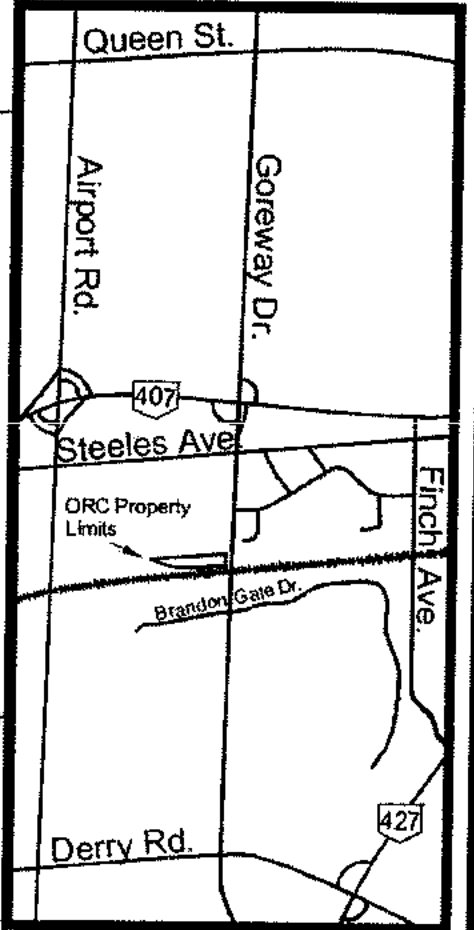 Queen St.
Airport Rd.
Goreway Dr.
407
Steeles Ave
ORC Property
Limits
Finch Ave.
Brandon Gate Dr.
427
Derry Rd.